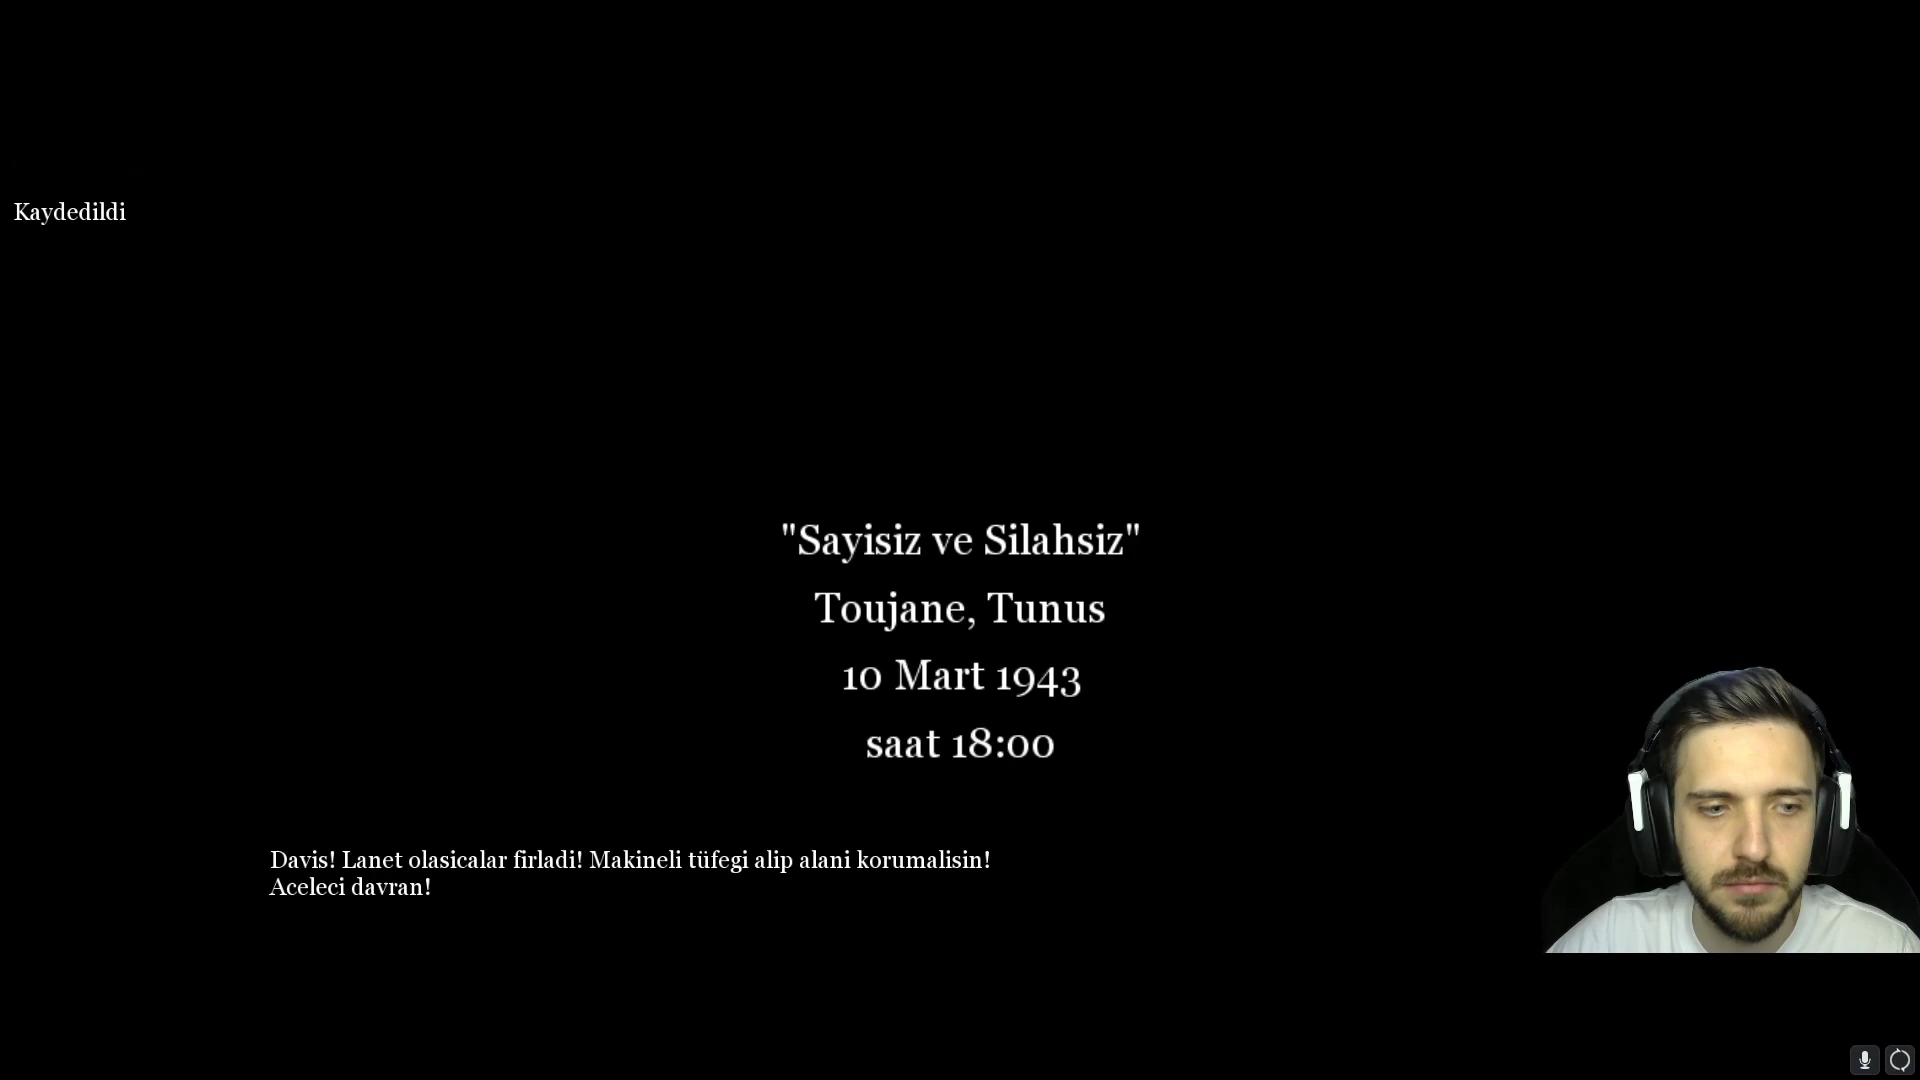 Kaydedildi
"Sayisiz ve Silahsiz"
Toujane, Tunus
10 Mart 1943
saat 18:00
Davis! Lanet olasicalar firladi! Makineli tüfegi alip alani korumalisin!
Aceleci davran!